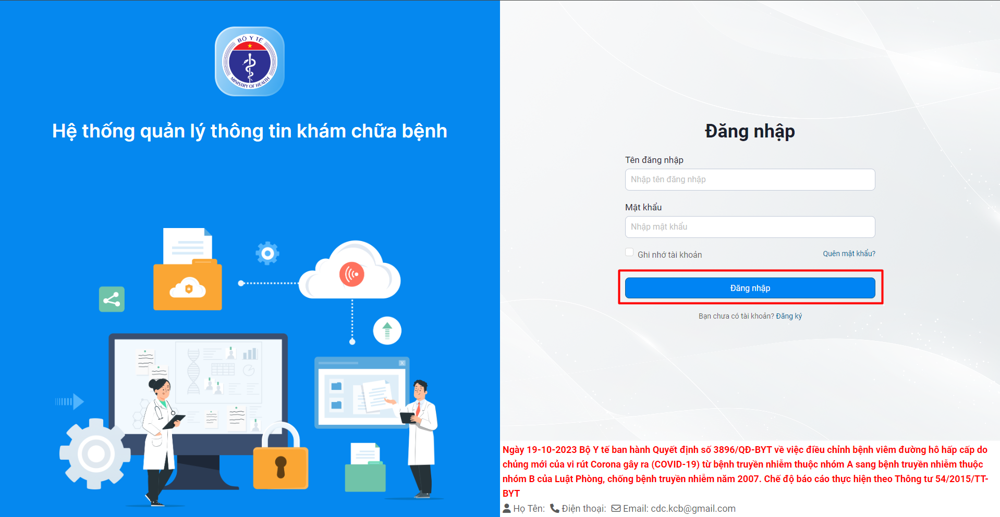 BỘ Y TẾ
MINISTRY OF HEALTH
Hệ thống quản lý thông tin khám chữa bệnh
X
Đăng nhập
Tên đăng nhập
Nhập tên đăng nhập
Mật khẩu
Nhập mật khẩu
Ghi nhớ tài khoản
Quên mật khẩu?
Đăng nhập
Bạn chưa có tài khoản? Đăng ký
Ngày 19-10-2023 Bộ Y tế ban hành Quyết định số 3896/QĐ-BYT về việc điều chỉnh bệnh viêm đường hô hấp cấp do
chủng mới của vi rút Corona gây ra (COVID-19) từ bệnh truyền nhiễm thuộc nhóm A sang bệnh truyền nhiễm thuộc
nhóm B của Luật Phòng, chống bệnh truyền nhiễm năm 2007. Chế độ báo cáo thực hiện theo Thông tư 54/2015/TT-
BYT
Họ Tên: Điện thoại: Email: cdc.kcb@gmail.com